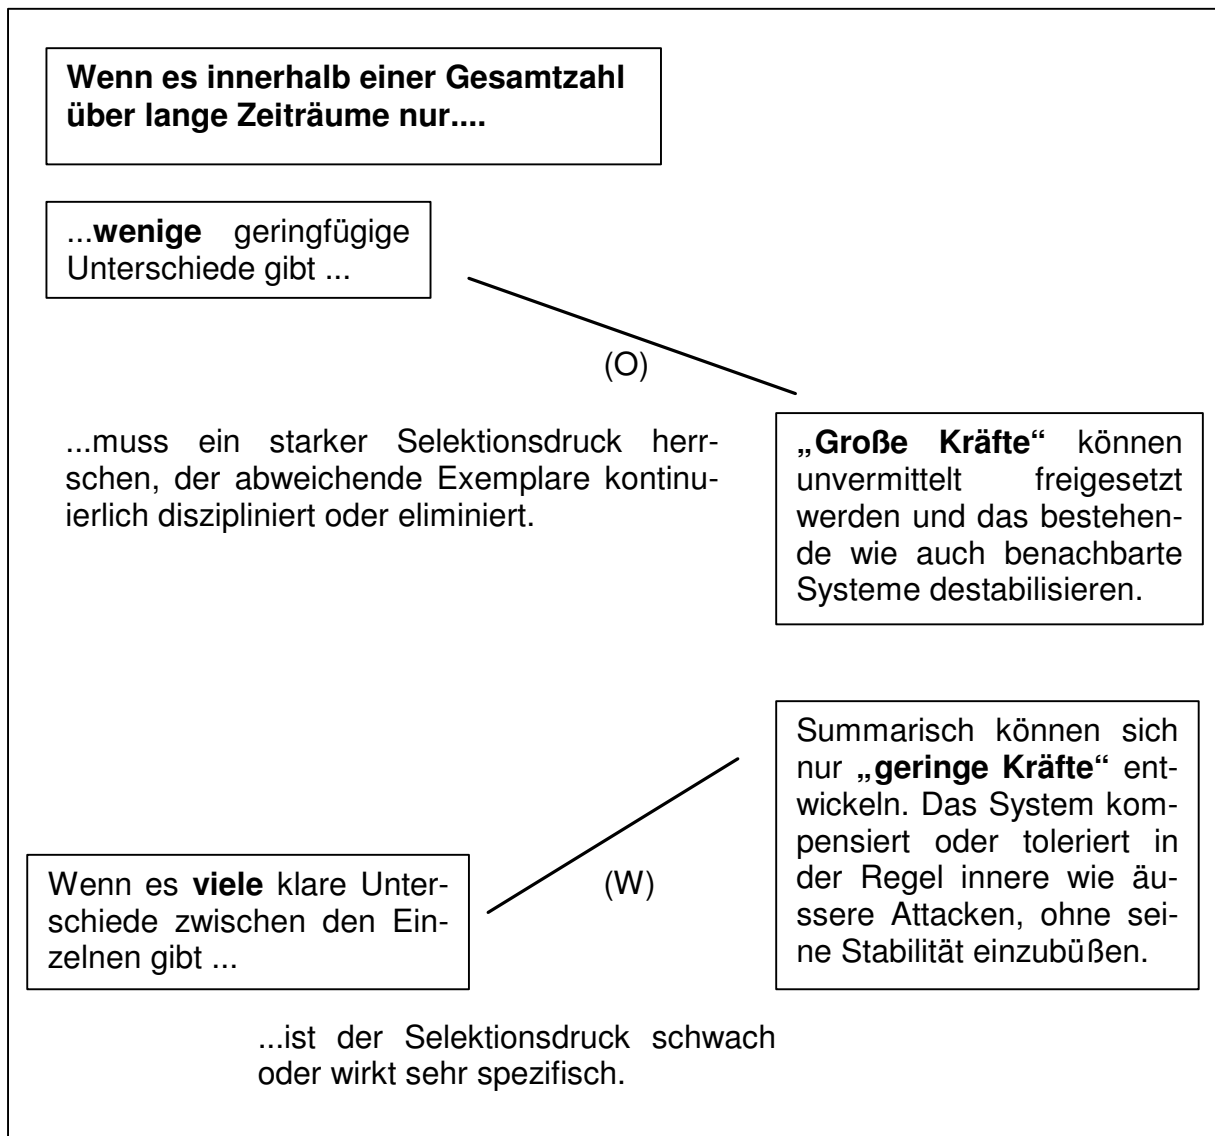 Wenn es innerhalb einer Gesamtzahl
über lange Zeiträume nur....
...wenige geringfügige
Unterschiede gibt ...
(O)
...muss ein starker Selektionsdruck herr-
schen, der abweichende Exemplare kontinu-
ierlich diszipliniert oder eliminiert.
„Große Kräfte“ können
unvermittelt freigesetzt
werden und das bestehen-
de wie auch benachbarte
Systeme destabilisieren.
Summarisch können sich
nur „geringe Kräfte“ ent-
wickeln. Das System kom-
pensiert oder toleriert in
der Regel innere wie äu-
ssere Attacken, ohne sei-
ne Stabilität einzubüßen.
Wenn es viele klare Unter-
schiede zwischen den Ein-
zelnen gibt ...
(W)
...ist der Selektionsdruck schwach
oder wirkt sehr spezifisch.